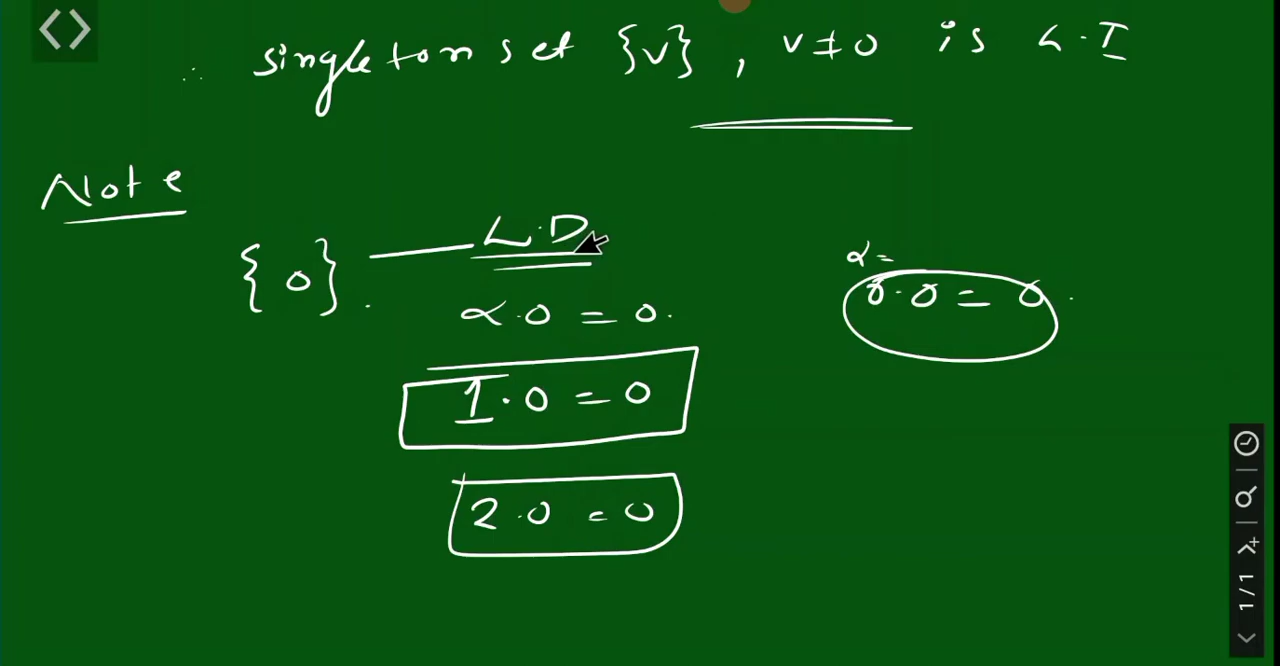 ∴ singleton set {v}, v≠0 is L.I
Note
{0}. L.D
α.0 = 0.
α =
0.0 = 0.
1.0 = 0
2.0 = 0
1/1